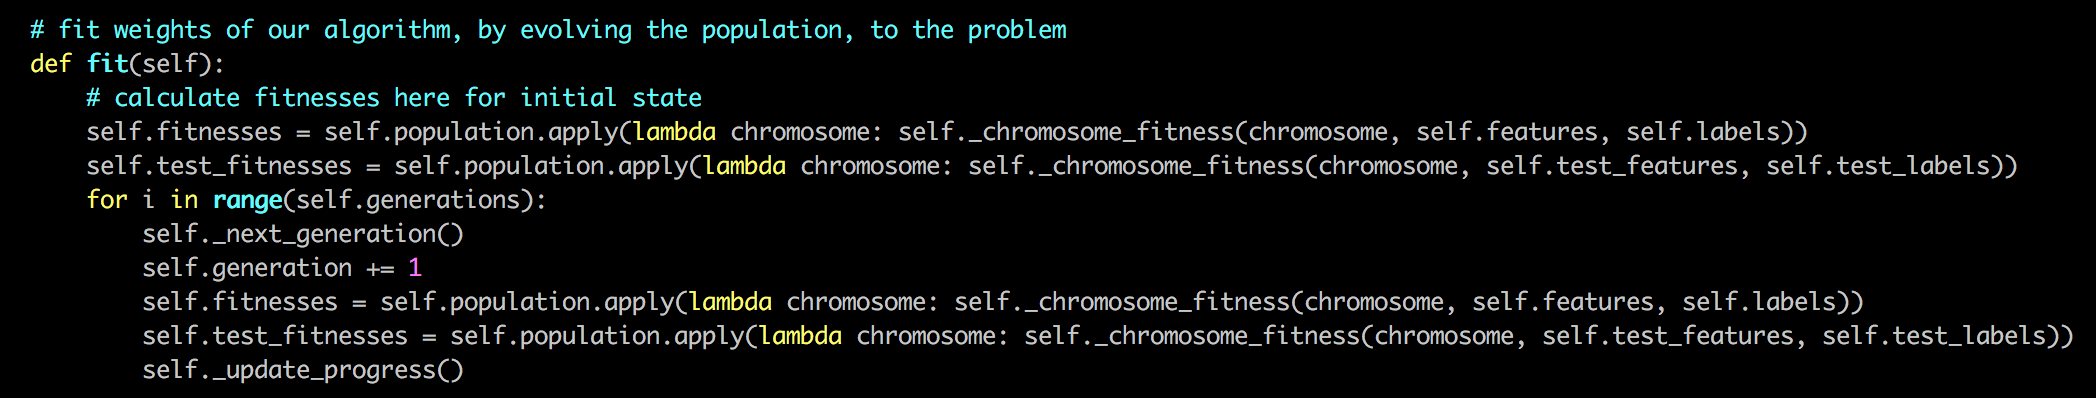 # fit weights of our algorithm, by evolving the population, to the problem
def fit(self):
    # calculate fitnesses here for initial state
    self.fitnesses = self.population.apply(lambda chromosome: self._chromosome_fitness(chromosome, self.features, self.labels))
    self.test_fitnesses = self.population.apply(lambda chromosome: self._chromosome_fitness(chromosome, self.test_features, self.test_labels))
    for i in range(self.generations):
        self._next_generation()
        self.generation += 1
        self.fitnesses = self.population.apply(lambda chromosome: self._chromosome_fitness(chromosome, self.features, self.labels))
        self.test_fitnesses = self.population.apply(lambda chromosome: self._chromosome_fitness(chromosome, self.test_features, self.test_labels))
        self._update_progress()